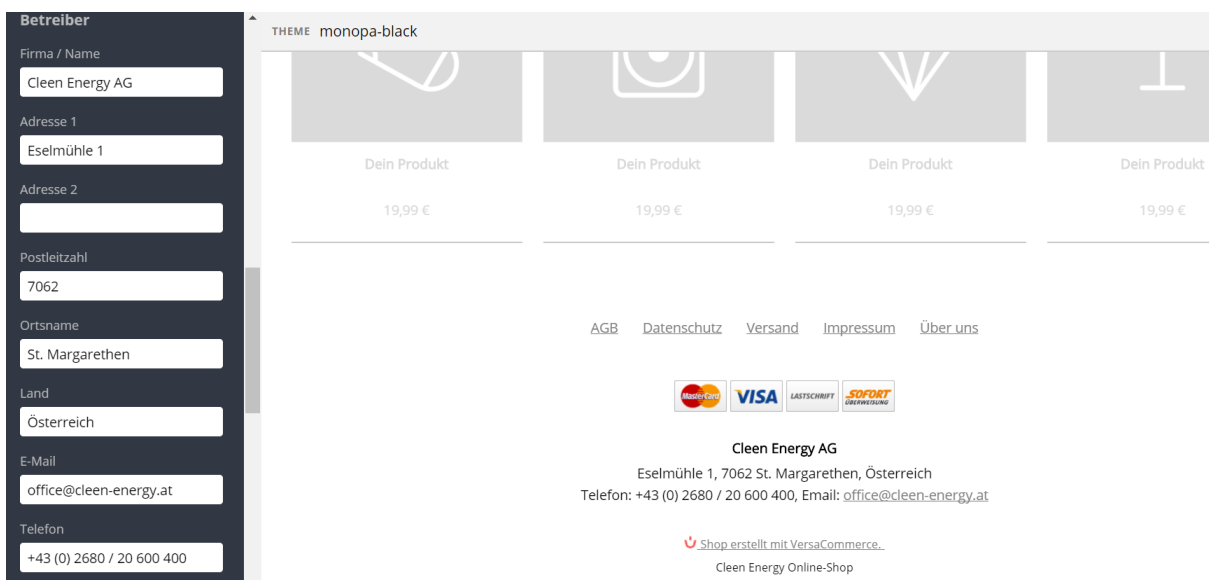 Betreiber
Firma / Name
Cleen Energy AG
Adresse 1
Eselmühle 1
Adresse 2
Postleitzahl
7062
Ortsname
St. Margarethen
Land
Österreich
E-Mail
office@cleen-energy.at
Telefon
+43 (0) 2680 / 20 600 400
THEME monopa-black
Dein Produkt Dein Produkt Dein Produkt Dein Produkt
19,99 € 19,99 € 19,99 € 19,99 €
AGB Datenschutz Versand Impressum Über uns
MasterCard VISA LASTSCHRIFT SOFORT ÜBERWEISUNG
Cleen Energy AG
Eselmühle 1, 7062 St. Margarethen, Österreich
Telefon: +43 (0) 2680 / 20 600 400, Email: office@cleen-energy.at
Shop erstellt mit VersaCommerce.
Cleen Energy Online-Shop